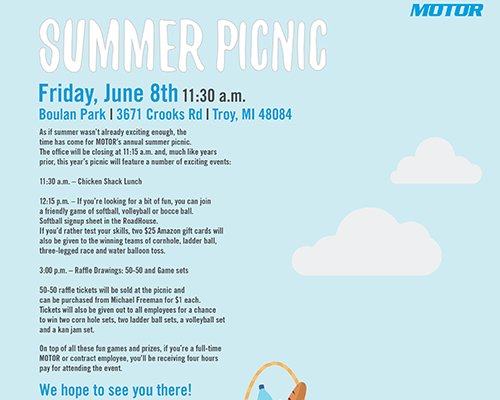 MOTOR
SUMMER PICNIC
Friday, June 8th 11:30 a.m.
Boulan Park | 3671 Crooks Rd | Troy, MI 48084
As if summer wasn't already exciting enough, the
time has come for MOTOR's annual summer picnic.
The office will be closing at 11:15 a.m. and, much like years
prior, this year's picnic will feature a number of exciting events:
11:30 a.m. – Chicken Shack Lunch
12:15 p.m. – If you're looking for a bit of fun, you can join
a friendly game of softball, volleyball or bocce ball.
Softball signup sheet in the RoadHouse.
If you'd rather test your skills, two $25 Amazon gift cards will
also be given to the winning teams of cornhole, ladder ball,
three-legged race and water balloon toss.
3:00 p.m. – Raffle Drawings: 50-50 and Game sets
50-50 raffle tickets will be sold at the picnic and
can be purchased from Michael Freeman for $1 each.
Tickets will also be given out to all employees for a chance
to win two corn hole sets, two ladder ball sets, a volleyball set
and a kan jam set.
On top of all these fun games and prizes, if you're a full-time
MOTOR or contract employee, you'll be receiving four hours
pay for attending the event.
We hope to see you there!